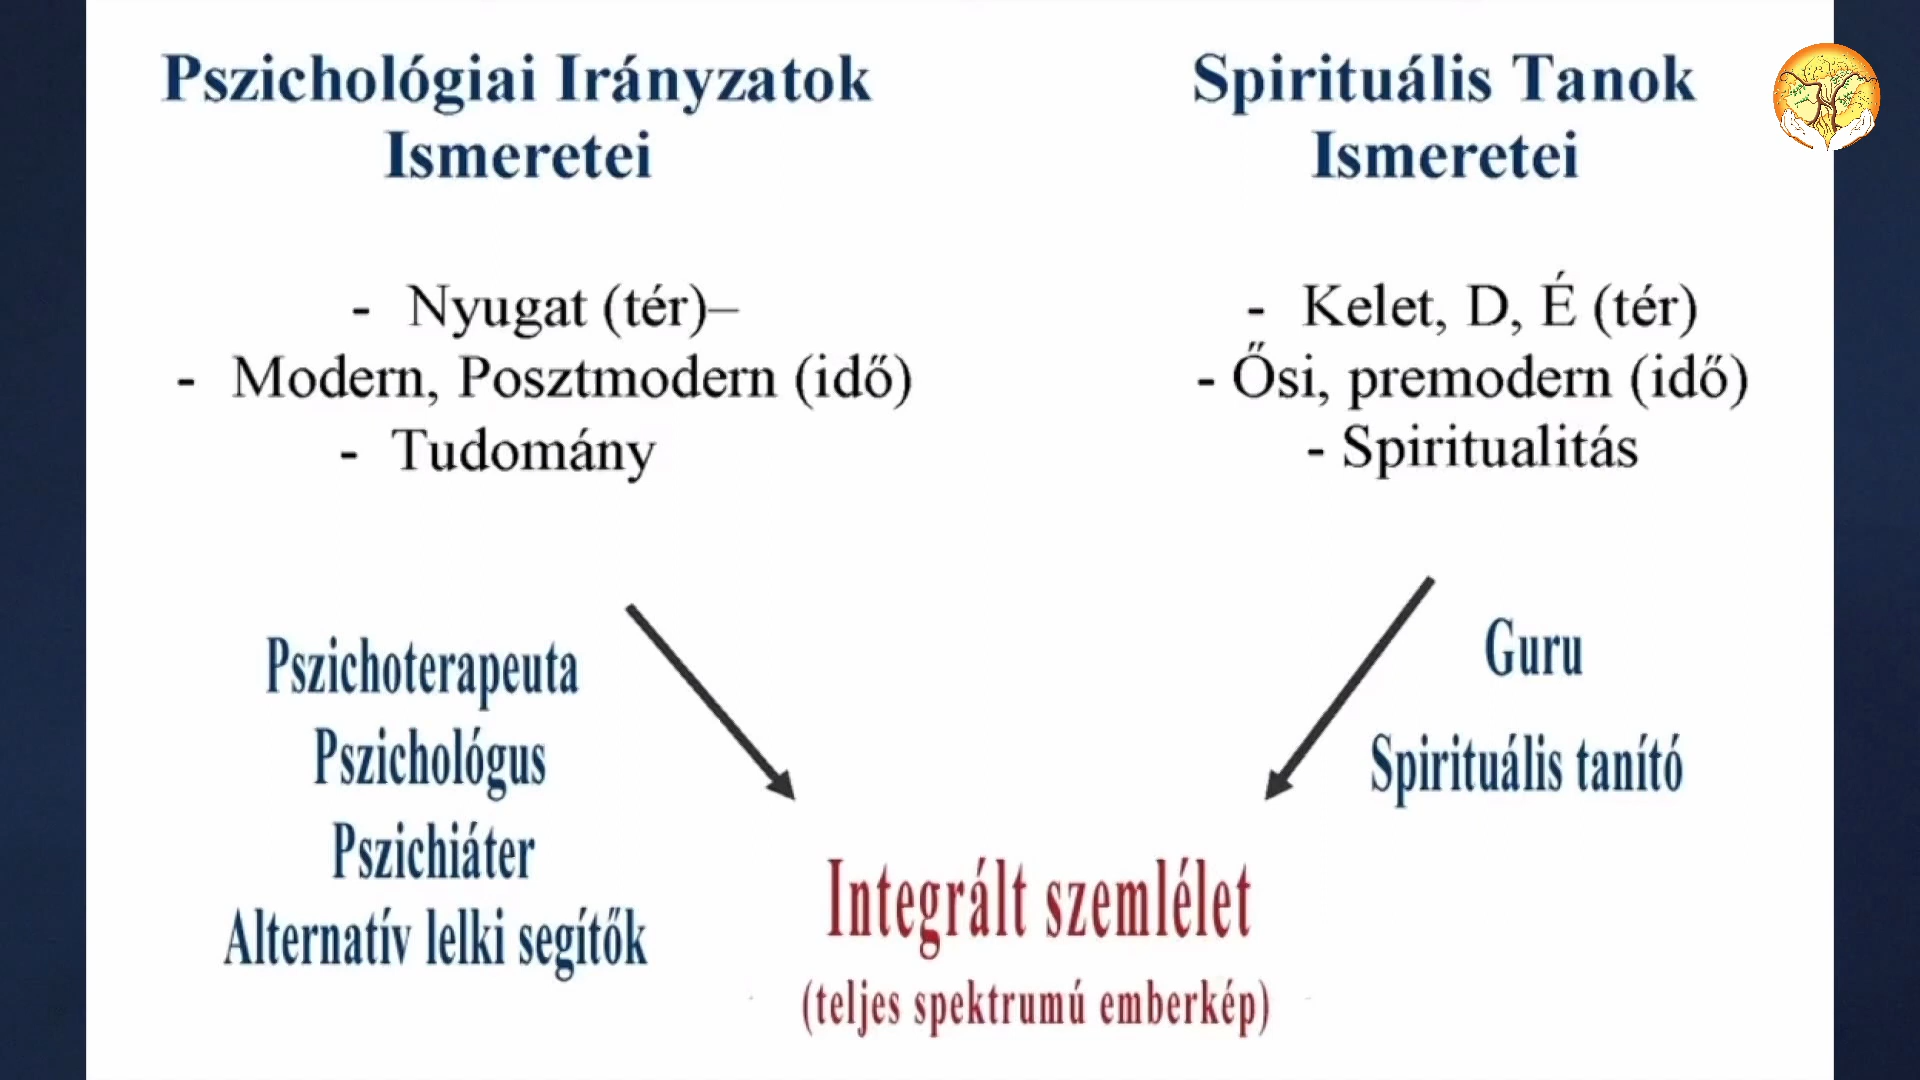 Pszichológiai Irányzatok
Ismeretei
- Nyugat (tér)–
- Modern, Posztmodern (idő)
- Tudomány
Pszichoterapeuta
Pszichológus
Pszichiáter
Alternatív lelki segítők
Spirituális Tanok
Ismeretei
- Kelet, D, É (tér)
- Ősi, premodern (idő)
- Spiritualitás
Guru
Spirituális tanító
Integrált szemlélet
(teljes spektrumú emberkép)